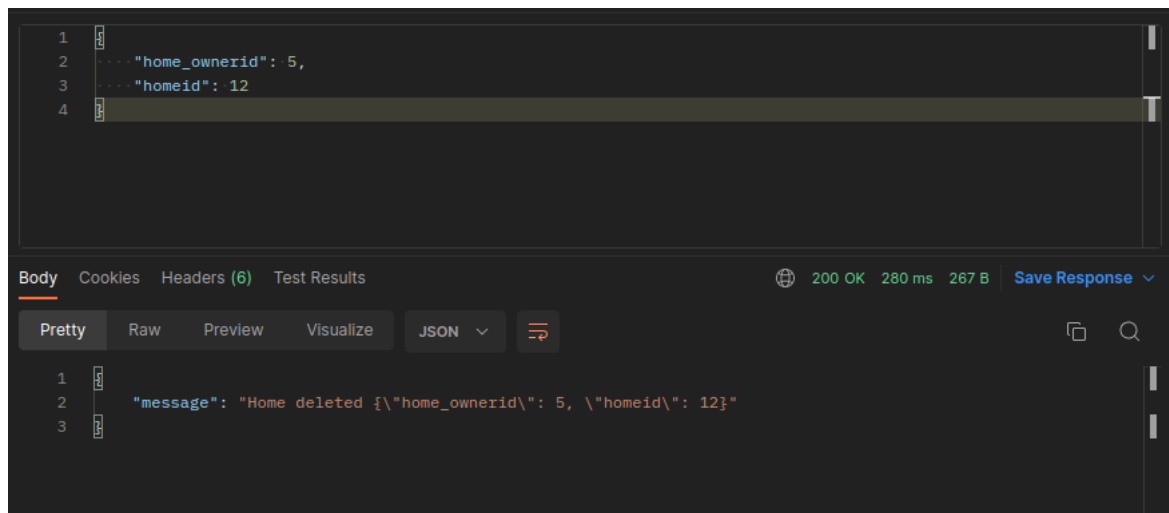 1 {
2 "home_ownerid": 5,
3 "homeid": 12
4 }
Body Cookies Headers (6) Test Results 200 OK 280 ms 267 B Save Response
Pretty Raw Preview Visualize JSON
1 {
2 "message": "Home deleted {\"home_ownerid\": 5, \"homeid\": 12}"
3 }